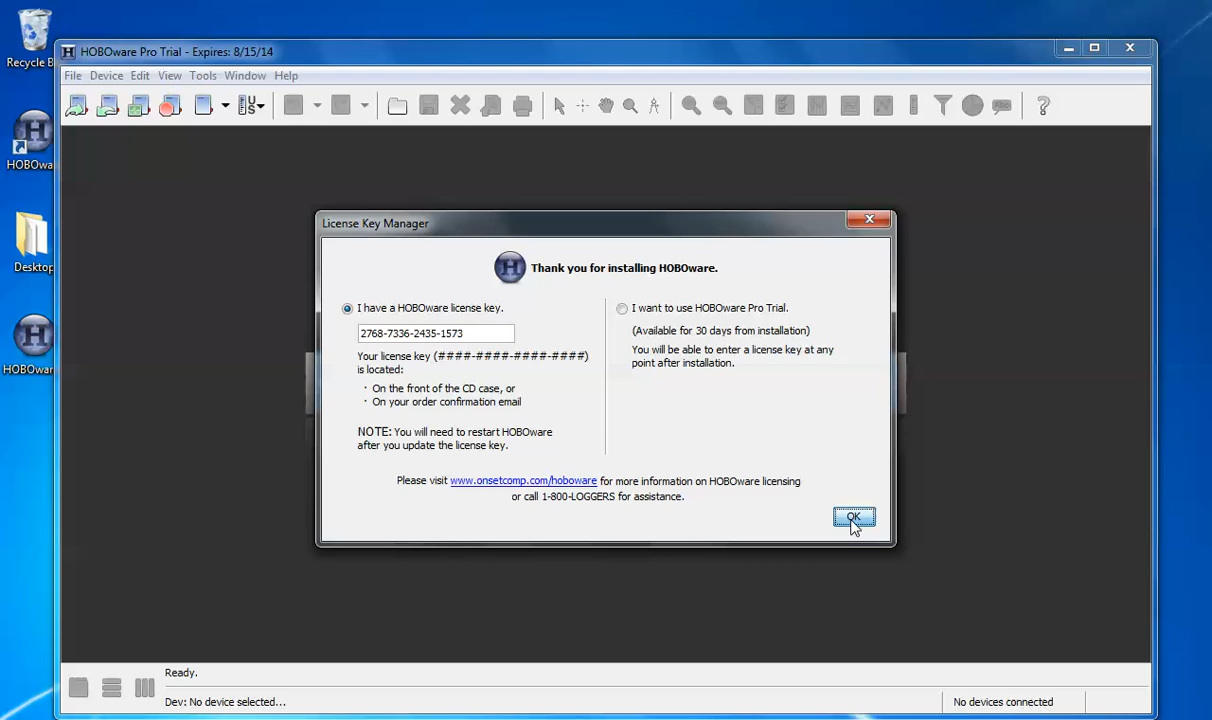 Recycle B
HOBOware Pro Trial - Expires: 8/15/14
File Device Edit View Tools Window Help
HOBOwa
Desktop
HOBOwar
License Key Manager
Thank you for installing HOBOware.
I have a HOBOware license key.
2768-7336-2435-1573
Your license key (####-####-####-####)
is located:
· On the front of the CD case, or
· On your order confirmation email
NOTE: You will need to restart HOBOware
after you update the license key.
I want to use HOBOware Pro Trial.
(Available for 30 days from installation)
You will be able to enter a license key at any
point after installation.
Please visit www.onsetcomp.com/hoboware for more information on HOBOware licensing
or call 1-800-LOGGERS for assistance.
OK
Ready.
Dev: No device selected...
No devices connected